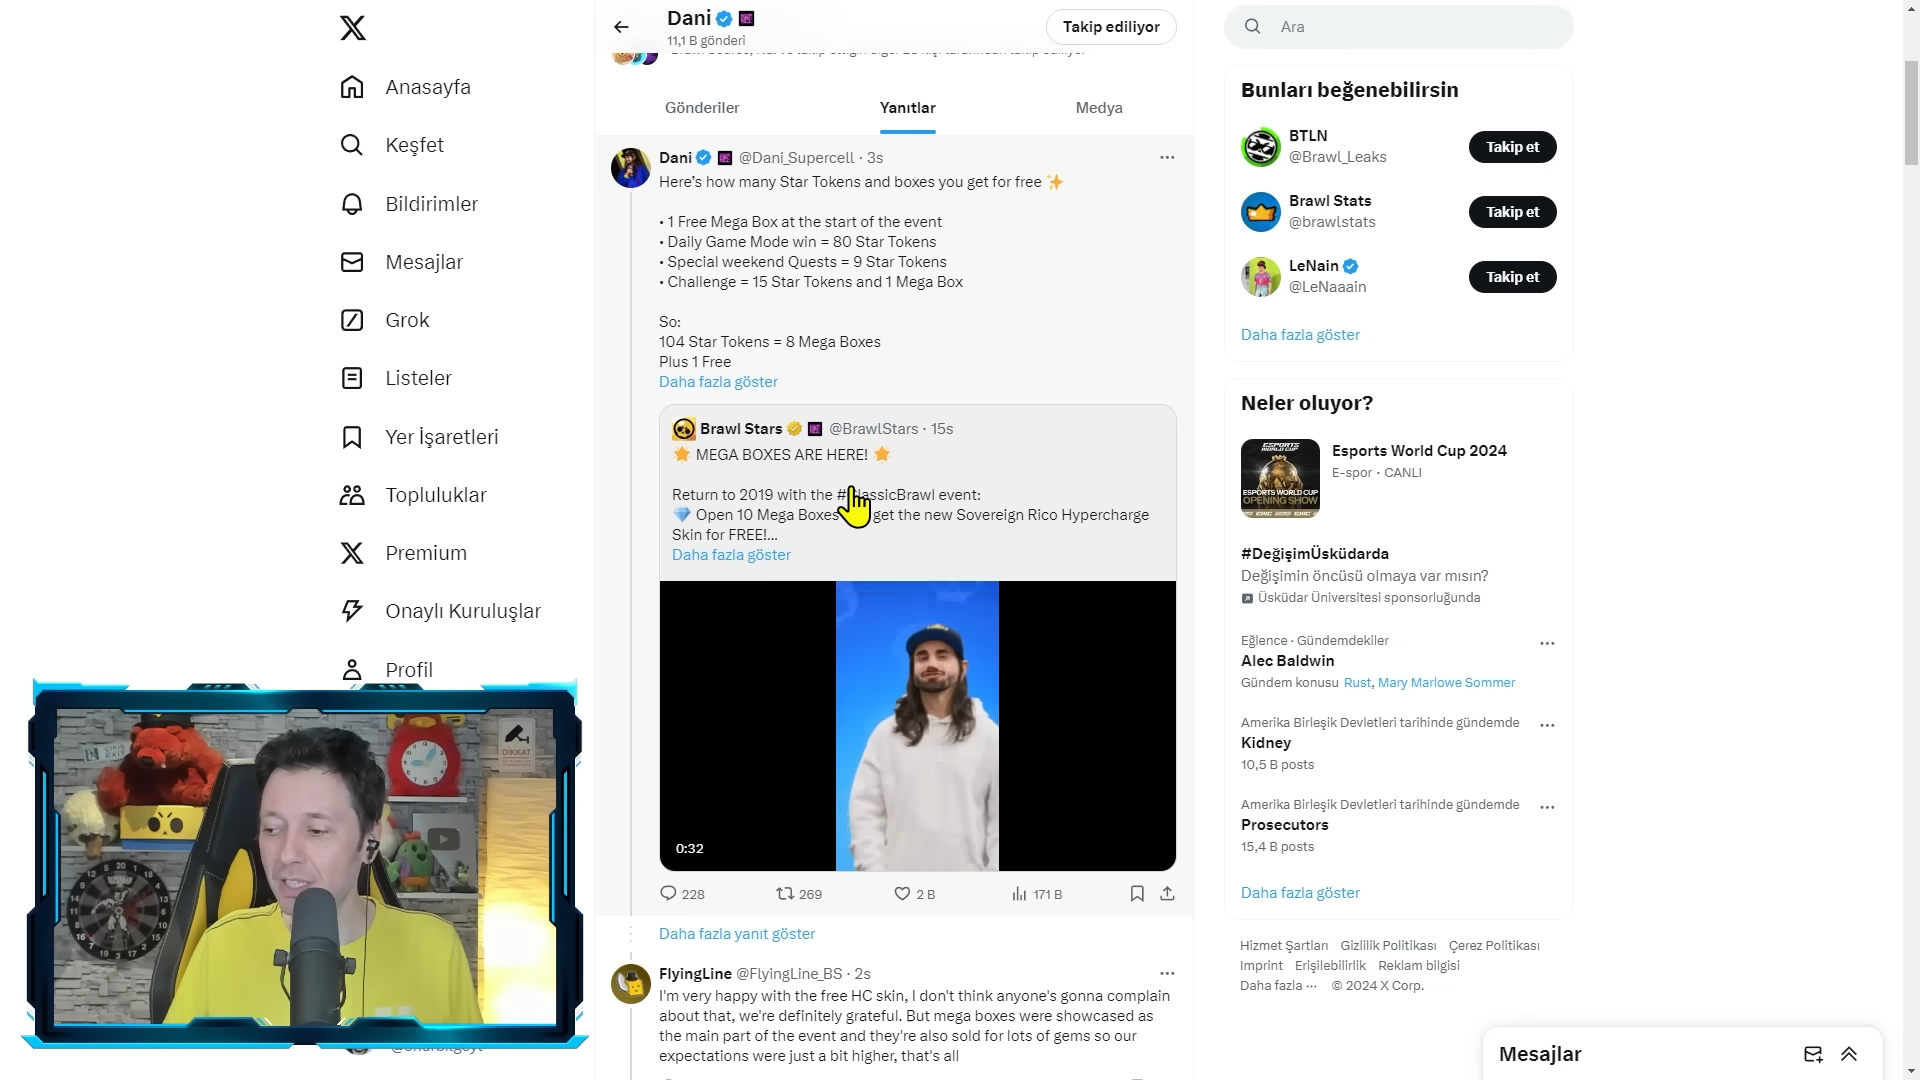 Anasayfa
Keşfet
Bildirimler
Mesajlar
Grok
Listeler
Yer İşaretleri
Topluluklar
Premium
Onaylı Kuruluşlar
Profil
DİKKAT
Dani
11,1 B gönderi
Takip ediliyor
Gönderiler Yanıtlar Medya
Dani @Dani_Supercell · 3s
Here's how many Star Tokens and boxes you get for free ✨
• 1 Free Mega Box at the start of the event
• Daily Game Mode win = 80 Star Tokens
• Special weekend Quests = 9 Star Tokens
• Challenge = 15 Star Tokens and 1 Mega Box
So:
104 Star Tokens = 8 Mega Boxes
Plus 1 Free
Daha fazla göster
Brawl Stars @BrawlStars · 15s
🌟 MEGA BOXES ARE HERE! 🌟
Return to 2019 with the # assicBrawl event:
💎 Open 10 Mega Boxes get the new Sovereign Rico Hypercharge
Skin for FREE!...
Daha fazla göster
0:32
228 269 2 B 171 B
Daha fazla yanıt göster
FlyingLine @FlyingLine_BS · 2s
I'm very happy with the free HC skin, I don't think anyone's gonna complain
about that, we're definitely grateful. But mega boxes were showcased as
the main part of the event and they're also sold for lots of gems so our
expectations were just a bit higher, that's all
Ara
Bunları beğenebilirsin
BTLN
@Brawl_Leaks
Takip et
Brawl Stats
@brawlstats
Takip et
LeNain
@LeNaaain
Takip et
Daha fazla göster
Neler oluyor?
ESPORTS WORLD CUP
OPENING SHOW
Esports World Cup 2024
E-spor · CANLI
#DeğişimÜsküdarda
Değişimin öncüsü olmaya var mısın?
Üsküdar Üniversitesi sponsorluğunda
Eğlence · Gündemdekiler
Alec Baldwin
Gündem konusu Rust, Mary Marlowe Sommer
Amerika Birleşik Devletleri tarihinde gündemde
Kidney
10,5 B posts
Amerika Birleşik Devletleri tarihinde gündemde
Prosecutors
15,4 B posts
Daha fazla göster
Hizmet Şartları Gizlilik Politikası Çerez Politikası
Imprint Erişilebilirlik Reklam bilgisi
Daha fazla ··· © 2024 X Corp.
Mesajlar